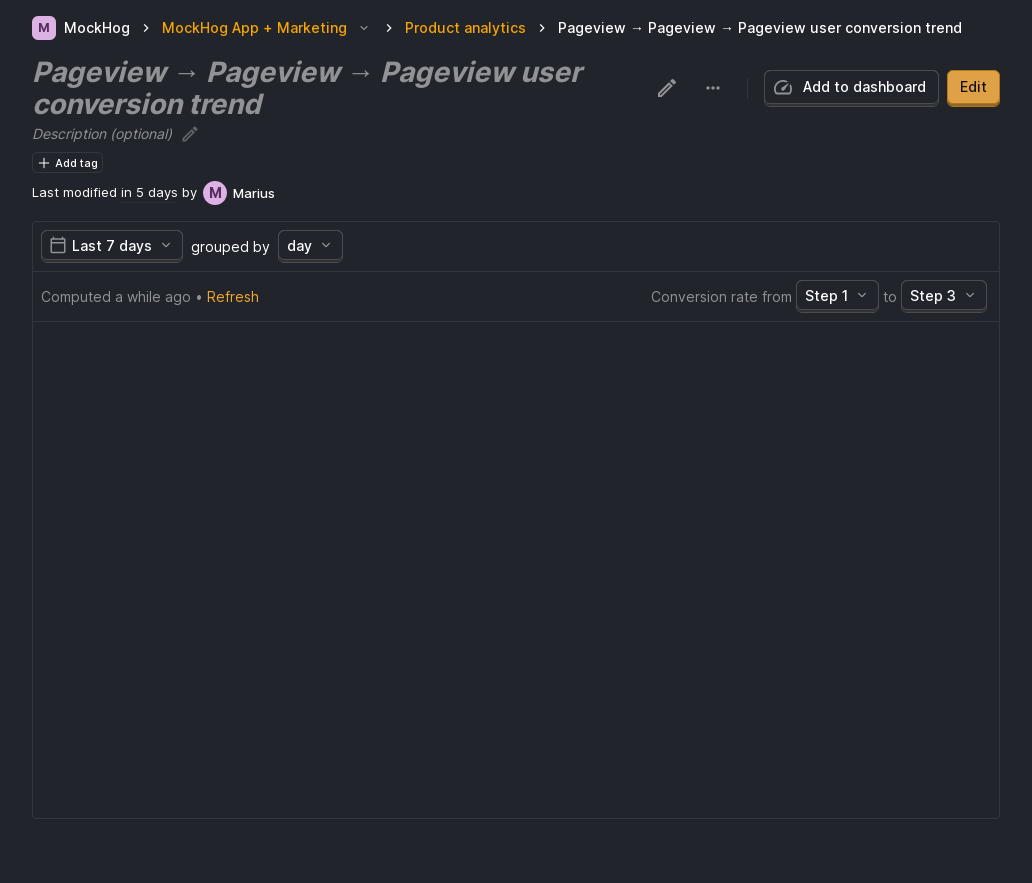 M MockHog MockHog App + Marketing Product analytics Pageview → Pageview → Pageview user conversion trend
Pageview → Pageview → Pageview user
conversion trend
Add to dashboard
Edit
Description (optional)
Add tag
Last modified in 5 days by M Marius
Last 7 days grouped by day
Computed a while ago • Refresh
Conversion rate from Step 1 to Step 3